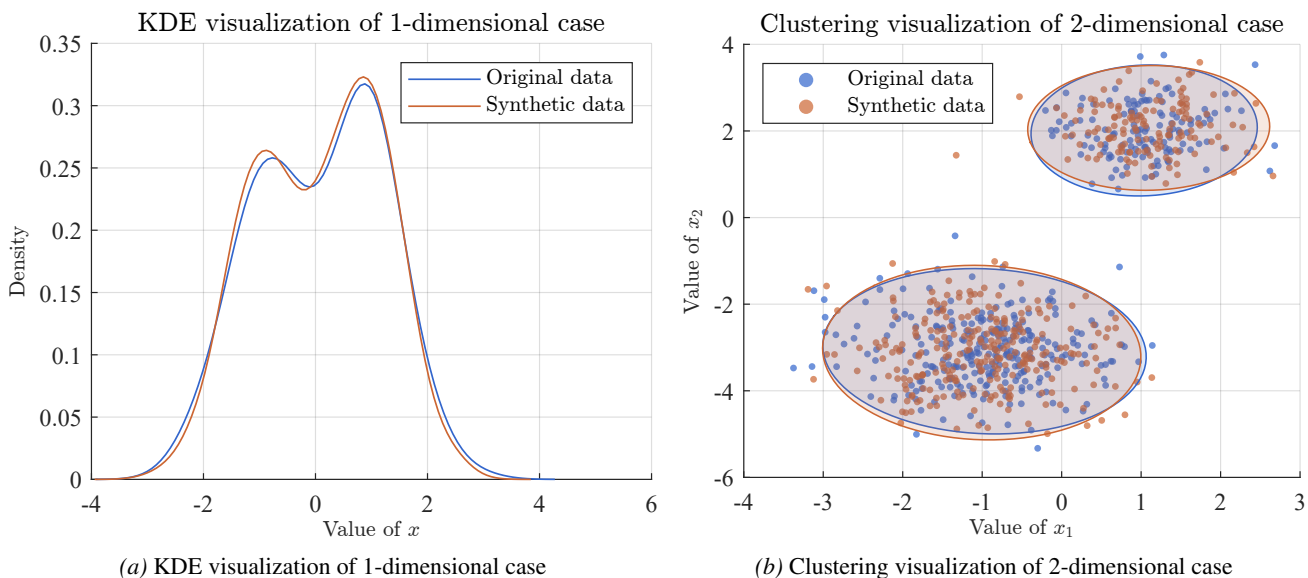 KDE visualization of 1-dimensional case
0.35
0.3
0.25
0.2
0.15
0.1
0.05
0
Density
-4
-2
0
2
4
6
Value of x
Original data
Synthetic data
(a) KDE visualization of 1-dimensional case
Clustering visualization of 2-dimensional case
4
2
0
-2
-4
-6
Value of x₂
-4
-3
-2
-1
0
1
2
3
Value of x₁
Original data
Synthetic data
(b) Clustering visualization of 2-dimensional case